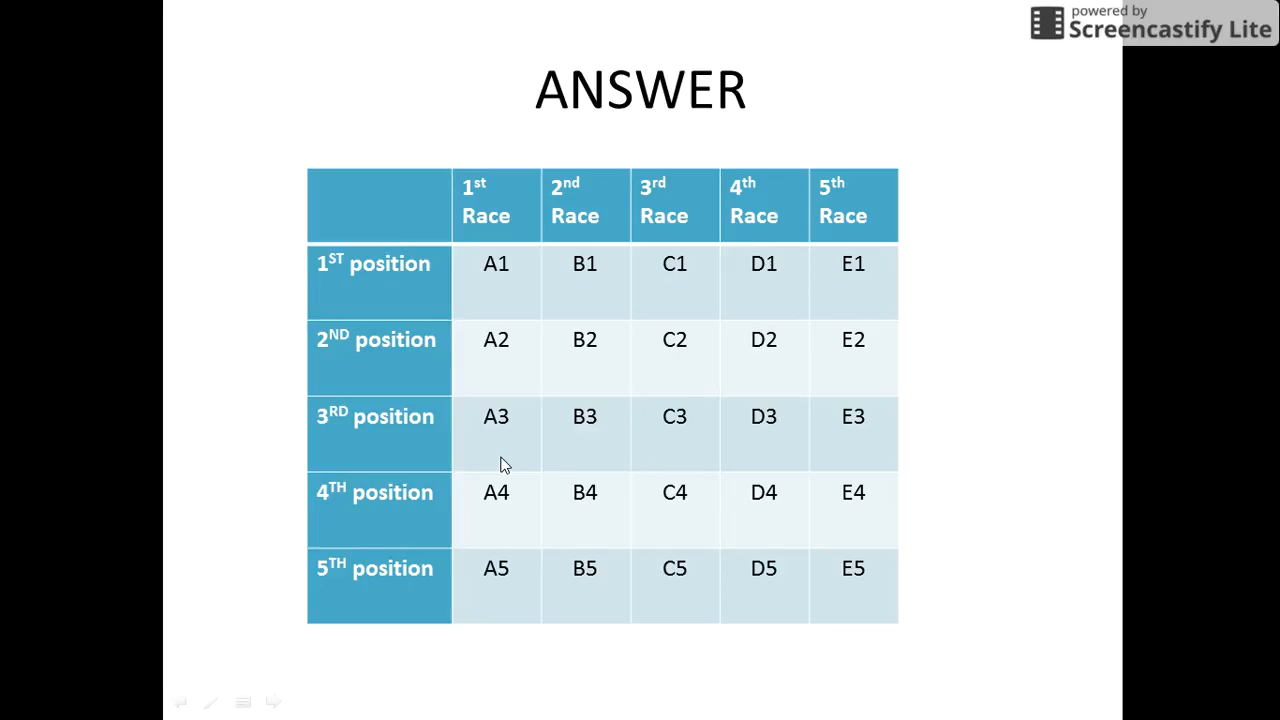 powered by
Screencastify Lite
ANSWER
1st Race 2nd Race 3rd Race 4th Race 5th Race
1ST position A1 B1 C1 D1 E1
2ND position A2 B2 C2 D2 E2
3RD position A3 B3 C3 D3 E3
4TH position A4 B4 C4 D4 E4
5TH position A5 B5 C5 D5 E5